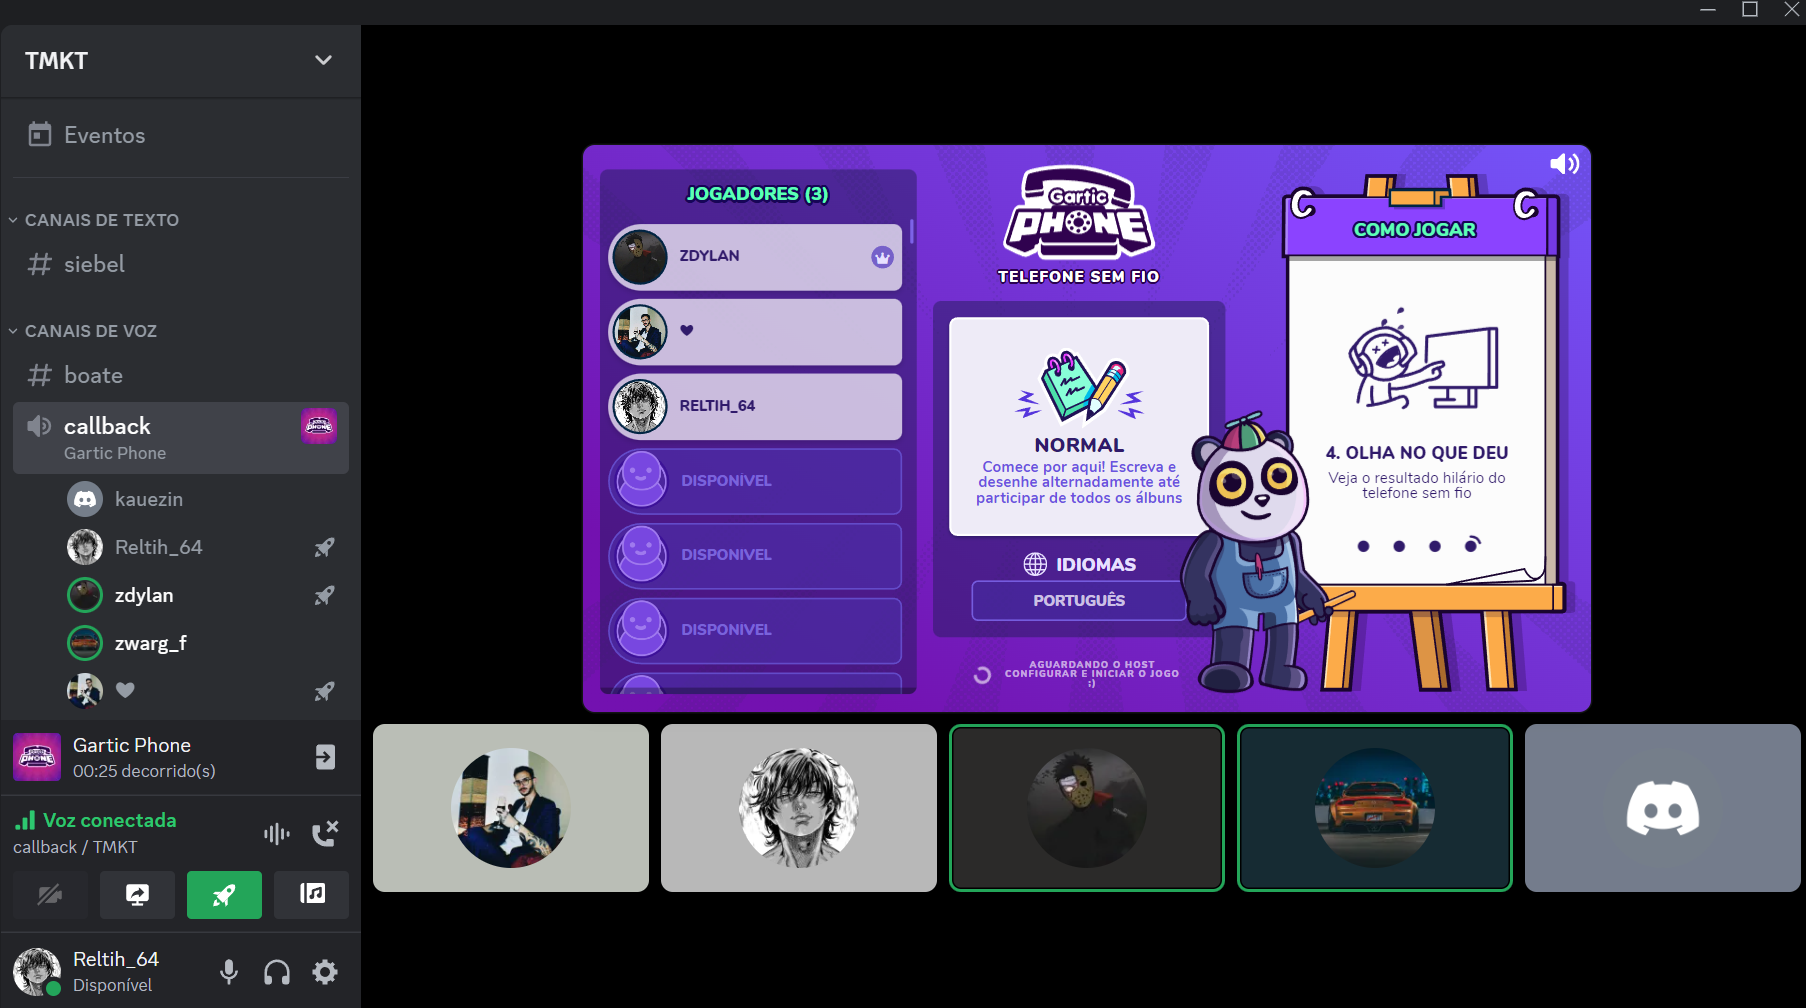 TMKT
Eventos
CANAIS DE TEXTO
siebel
CANAIS DE VOZ
boate
callback
Gartic Phone
kauezin
Reltih_64
zdylan
zwarg_f
Gartic Phone
00:25 decorrido(s)
Voz conectada
callback / TMKT
Reltih_64
Disponível
JOGADORES (3)
ZDYLAN
RELTIH_64
DISPONÍVEL
DISPONIVEL
DISPONIVEL
Gartic
PHONE
TELEFONE SEM FIO
NORMAL
Comece por aqui! Escreva e
desenhe alternadamente até
participar de todos os álbuns
IDIOMAS
PORTUGUÊS
AGUARDANDO O HOST
CONFIGURAR E INICIAR O JOGO
;)
COMO JOGAR
4. OLHA NO QUE DEU
Veja o resultado hilário do
telefone sem fio